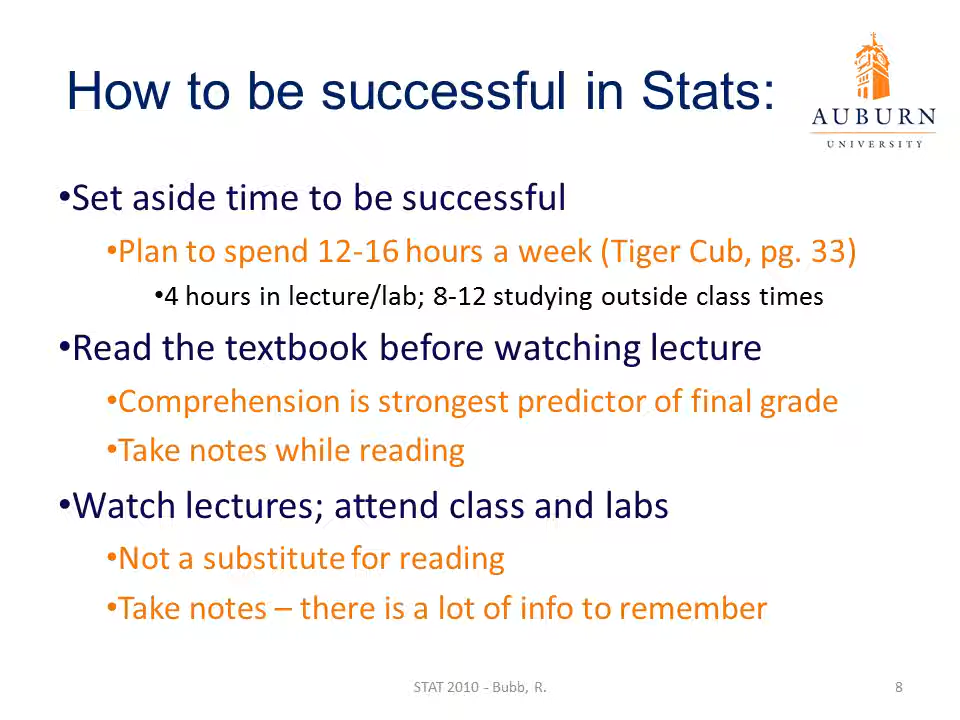 How to be successful in Stats:
AUBURN
UNIVERSITY
•Set aside time to be successful
•Plan to spend 12-16 hours a week (Tiger Cub, pg. 33)
•4 hours in lecture/lab; 8-12 studying outside class times
•Read the textbook before watching lecture
•Comprehension is strongest predictor of final grade
•Take notes while reading
•Watch lectures; attend class and labs
•Not a substitute for reading
•Take notes – there is a lot of info to remember
STAT 2010 - Bubb, R.
8